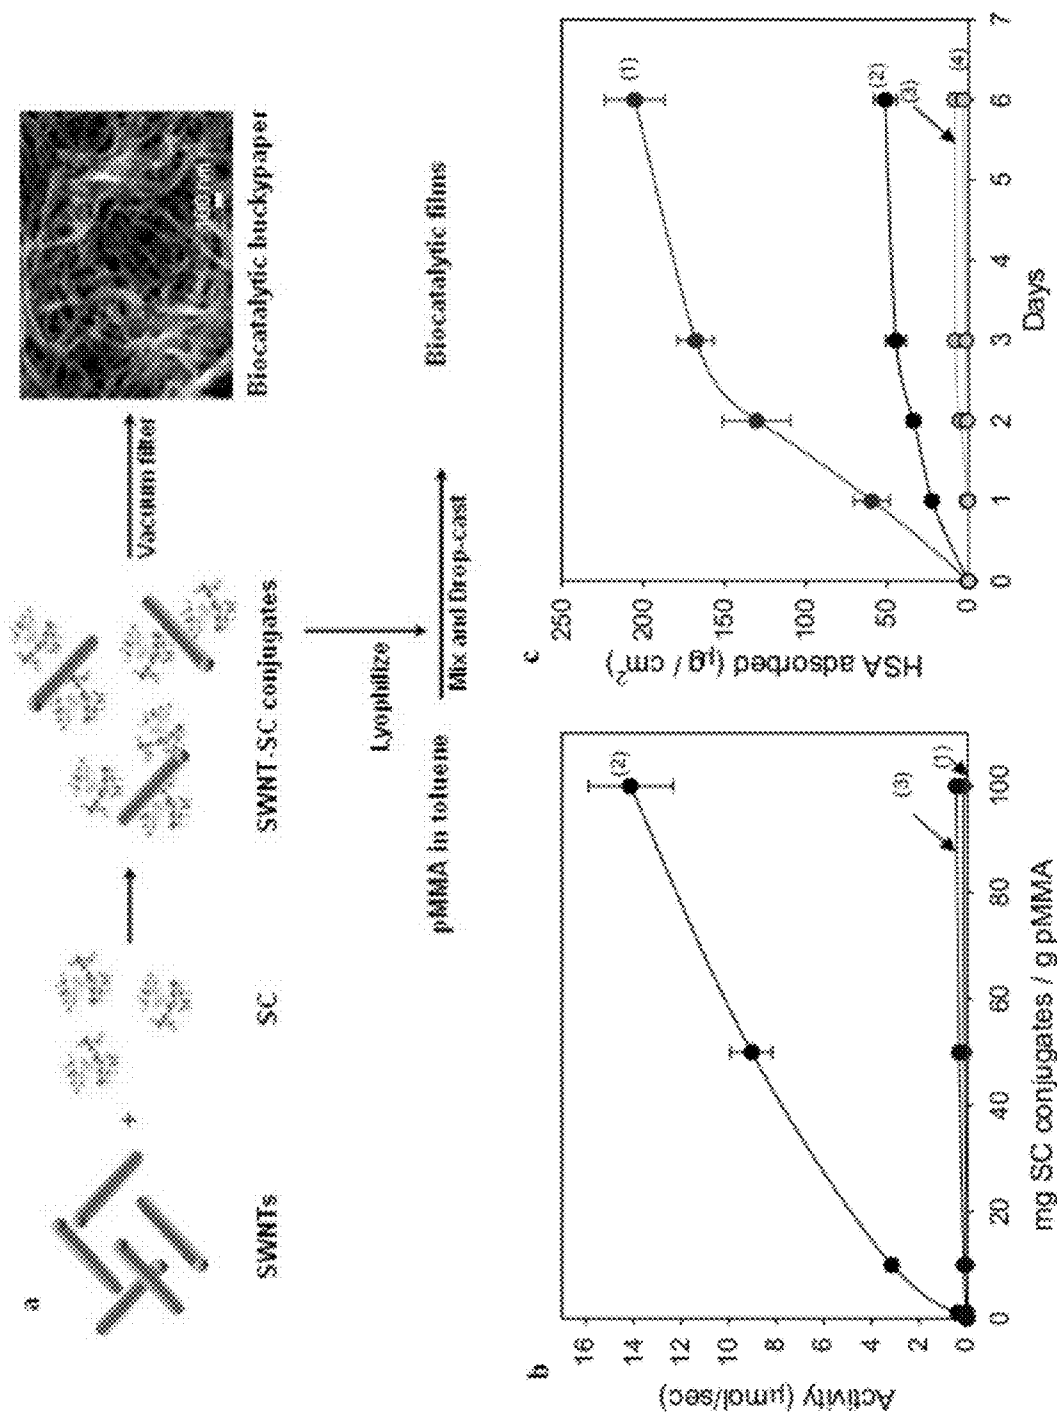 a
+
Vacuum filter
SWNTs
SC
SWNT-SC conjugates
Biocatalytic buckypaper
Lyophilize
pMMA in toluene
Mix and Drop-cast
Biocatalytic films
b
16
14
12
10
8
6
4
2
0
Activity (μmol/sec)
0 20 40 60 80 100
mg SC conjugates / g pMMA
(2)
(3)
(1)
c
250
200
150
100
50
0
HSA adsorbed (μg / cm²)
0 1 2 3 4 5 6 7
Days
(1)
(2)
(3)
(4)